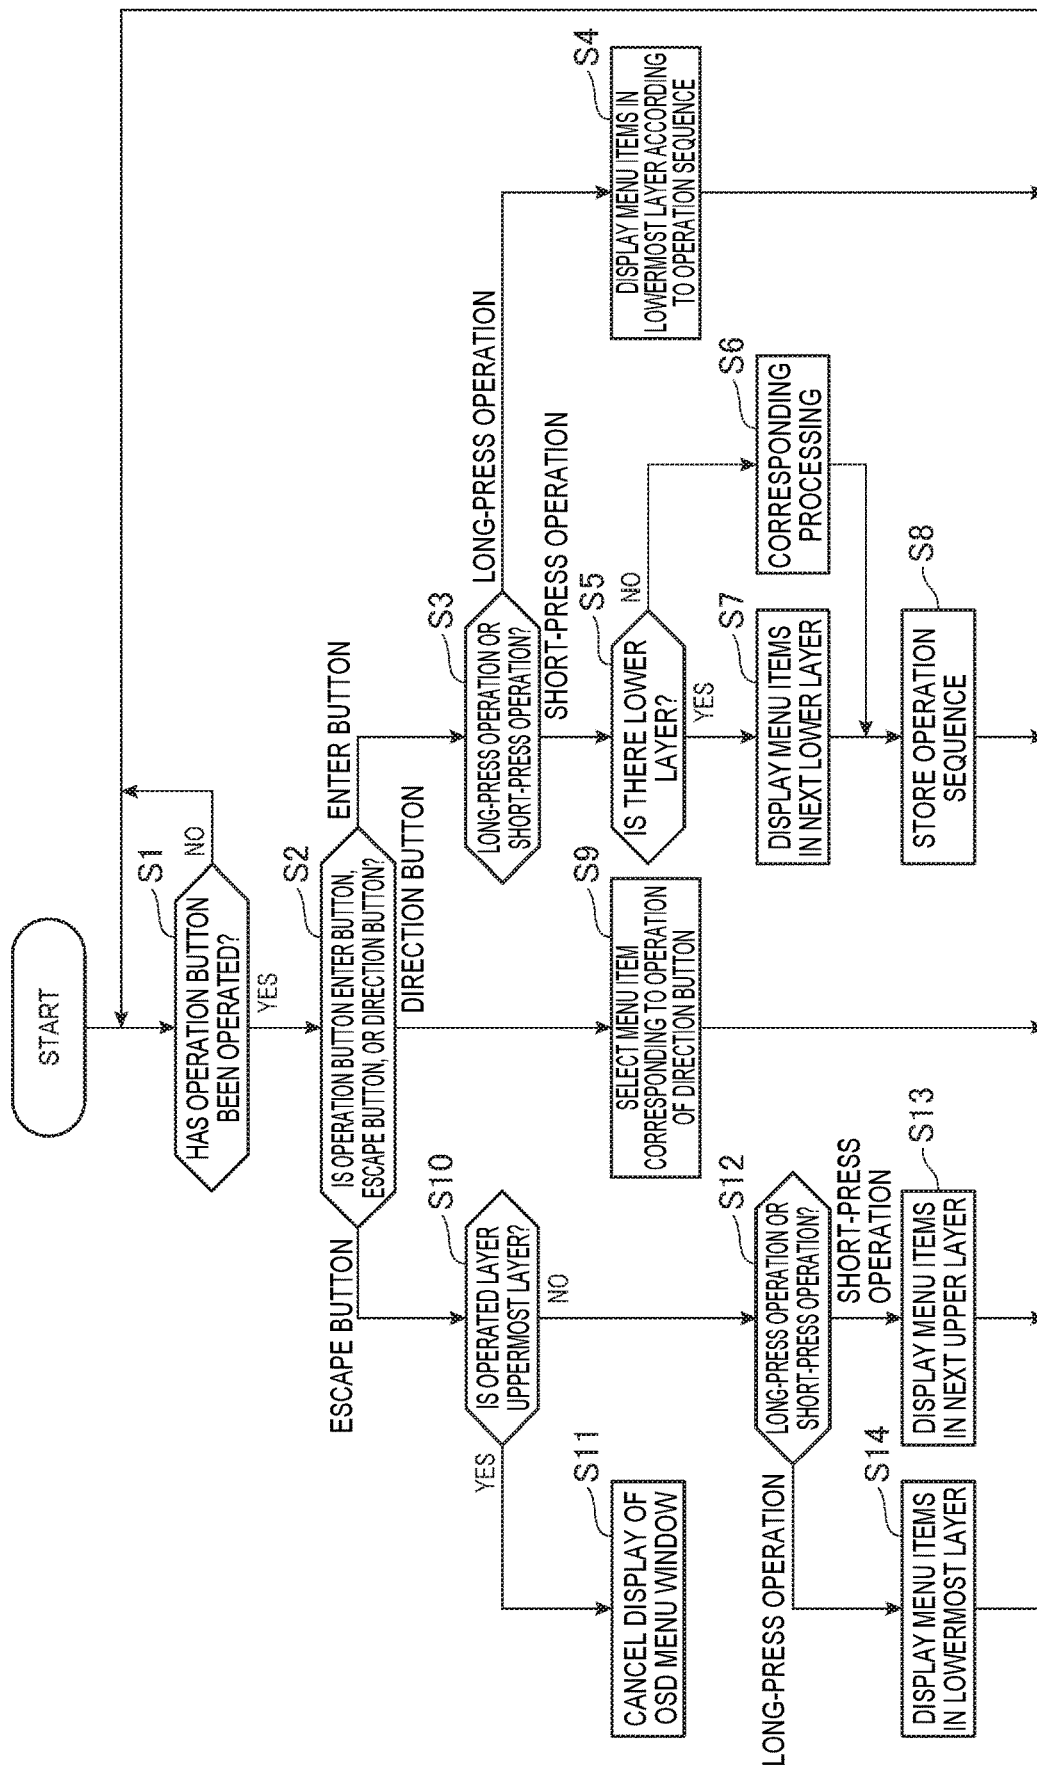 START
S1
HAS OPERATION BUTTON
BEEN OPERATED?
NO
YES
S2
IS OPERATION BUTTON ENTER BUTTON,
ESCAPE BUTTON, OR DIRECTION BUTTON?
ESCAPE BUTTON
DIRECTION BUTTON
ENTER BUTTON
S3
LONG-PRESS OPERATION OR
SHORT-PRESS OPERATION?
LONG-PRESS OPERATION
SHORT-PRESS OPERATION
S4
DISPLAY MENU ITEMS IN
LOWERMOST LAYER ACCORDING
TO OPERATION SEQUENCE
S5
IS THERE LOWER
LAYER?
NO
YES
S6
CORRESPONDING
PROCESSING
S7
DISPLAY MENU ITEMS
IN NEXT LOWER LAYER
S8
STORE OPERATION
SEQUENCE
S9
SELECT MENU ITEM
CORRESPONDING TO OPERATION
OF DIRECTION BUTTON
S10
IS OPERATED LAYER
UPPERMOST LAYER?
YES
NO
S11
CANCEL DISPLAY OF
OSD MENU WINDOW
S12
LONG-PRESS OPERATION OR
SHORT-PRESS OPERATION?
LONG-PRESS OPERATION
SHORT-PRESS
OPERATION
S13
DISPLAY MENU ITEMS
IN NEXT UPPER LAYER
S14
DISPLAY MENU ITEMS
IN LOWERMOST LAYER